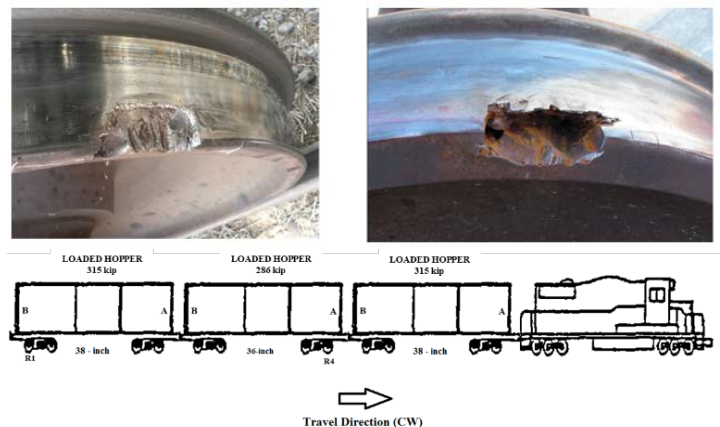 LOADED HOPPER LOADED HOPPER LOADED HOPPER
315 kip 286 kip 315 kip
B A B A B A
38 - inch 36-inch 38 - inch
R1 R4
Travel Direction (CW)